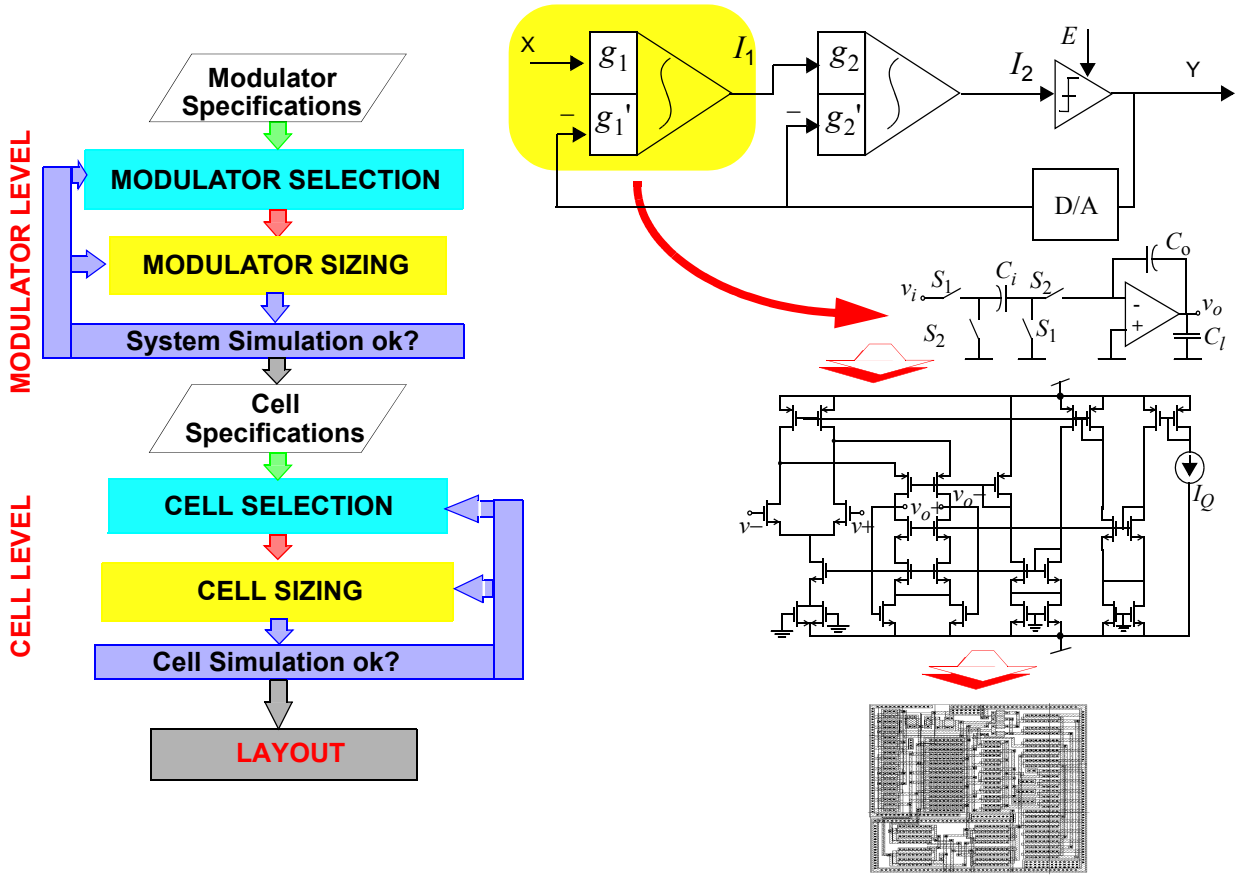 Modulator
Specifications
MODULATOR LEVEL
MODULATOR SELECTION
MODULATOR SIZING
System Simulation ok?
Cell
Specifications
CELL LEVEL
CELL SELECTION
CELL SIZING
Cell Simulation ok?
LAYOUT
X
g1
–
g1'
I1
g2
–
g2'
I2
E
Y
D/A
vi
S1
Ci
S2
Co
S2
S1
-
+
vo
Cl
v–
v+
vo+
vo–
IQ